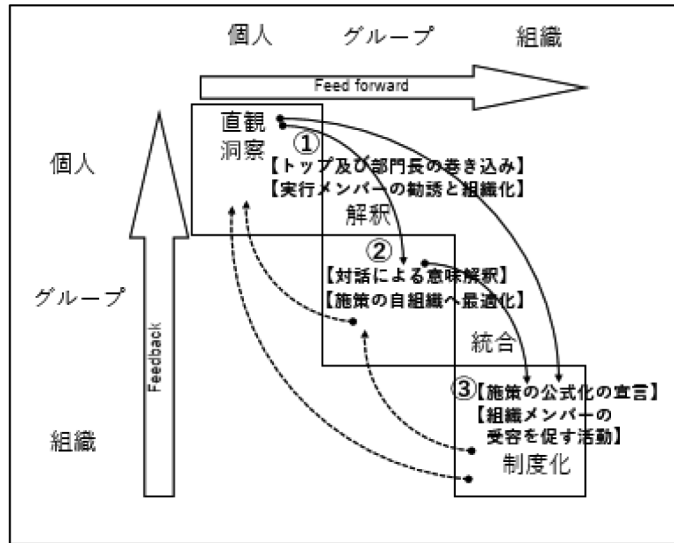 個人 グループ 組織
Feed forward
個人
グループ
組織
Feedback
直観
洞察
①
【トップ及び部門長の巻き込み】
【実行メンバーの勧誘と組織化】
解釈
②
【対話による意味解釈】
【施策の自組織へ最適化】
統合
③【施策の公式化の宣言】
【組織メンバーの
受容を促す活動】
制度化